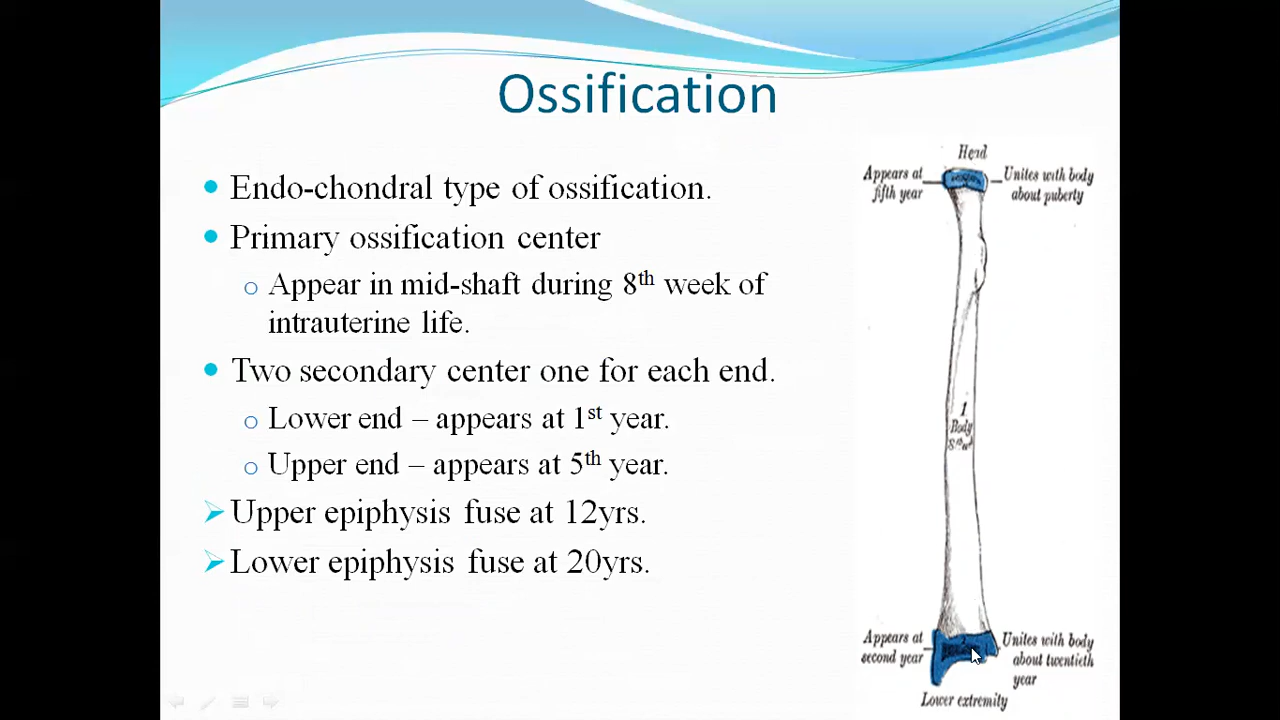 Ossification
Endo-chondral type of ossification.
Primary ossification center
Appear in mid-shaft during 8th week of
intrauterine life.
Two secondary center one for each end.
Lower end – appears at 1st year.
Upper end – appears at 5th year.
Upper epiphysis fuse at 12yrs.
Lower epiphysis fuse at 20yrs.
Head
Appears at
fifth year
Unites with body
about puberty
1
Body
Appears at
second year
Unites with body
about twentieth
year
Lower extremity